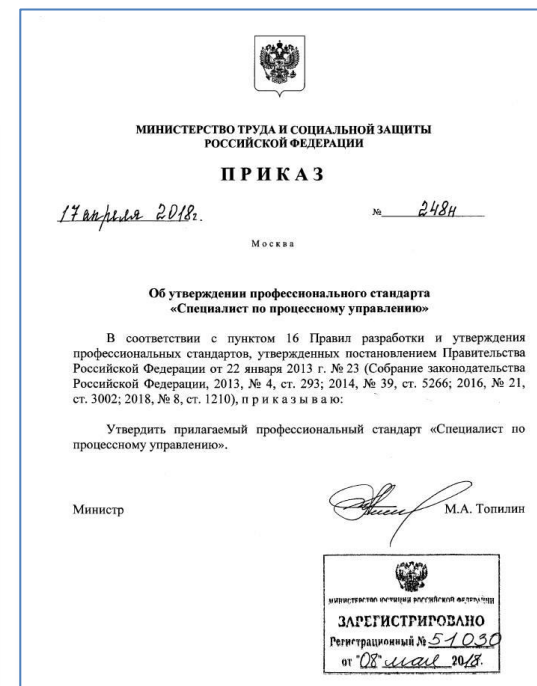 МИНИСТЕРСТВО ТРУДА И СОЦИАЛЬНОЙ ЗАЩИТЫ
РОССИЙСКОЙ ФЕДЕРАЦИИ
ПРИКАЗ
17 апреля 2018г. № 248н
Москва
Об утверждении профессионального стандарта
«Специалист по процессному управлению»
В соответствии с пунктом 16 Правил разработки и утверждения
профессиональных стандартов, утвержденных постановлением Правительства
Российской Федерации от 22 января 2013 г. № 23 (Собрание законодательства
Российской Федерации, 2013, № 4, ст. 293; 2014, № 39, ст. 5266; 2016, № 21,
ст. 3002; 2018, № 8, ст. 1210), приказываю:
Утвердить прилагаемый профессиональный стандарт «Специалист по
процессному управлению».
Министр М.А. Топилин
МИНИСТЕРСТВО ЮСТИЦИИ РОССИЙСКОЙ ФЕДЕРАЦИИ
ЗАРЕГИСТРИРОВАНО
Регистрационный № 51030
от "08" мая 2018.